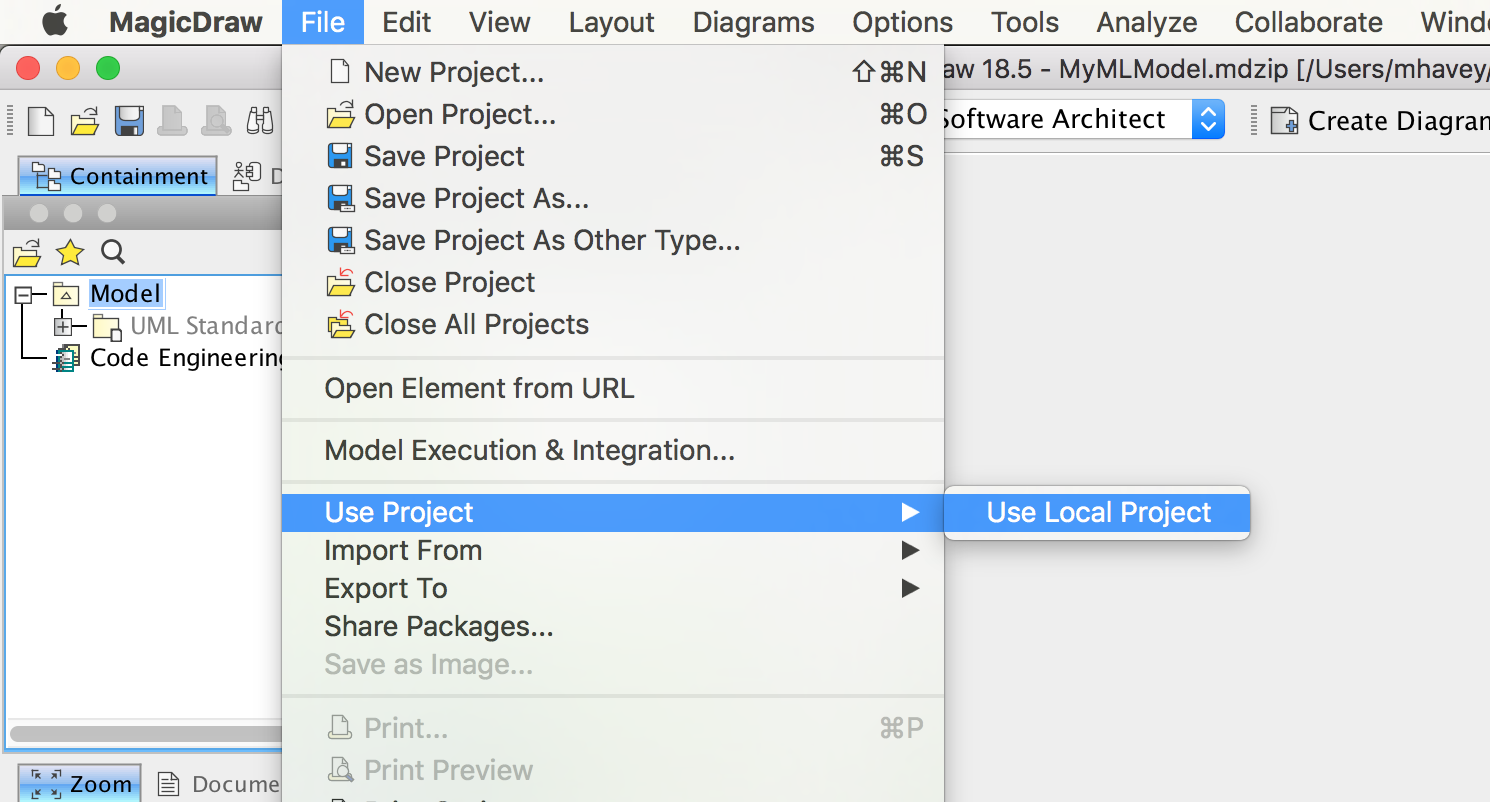 MagicDraw File Edit View Layout Diagrams Options Tools Analyze Collaborate
aw 18.5 - MyMLModel.mdzip [/Users/mhavey/
New Project... ⇧⌘N
Open Project... ⌘O
Software Architect
Create Diagram
Save Project ⌘S
Containment
Save Project As...
Save Project As Other Type...
Close Project
Model
UML Standard
Close All Projects
Code Engineering
Open Element from URL
Model Execution & Integration...
Use Project
Use Local Project
Import From
Export To
Share Packages...
Save as Image...
Print... ⌘P
Print Preview
Zoom
Docume